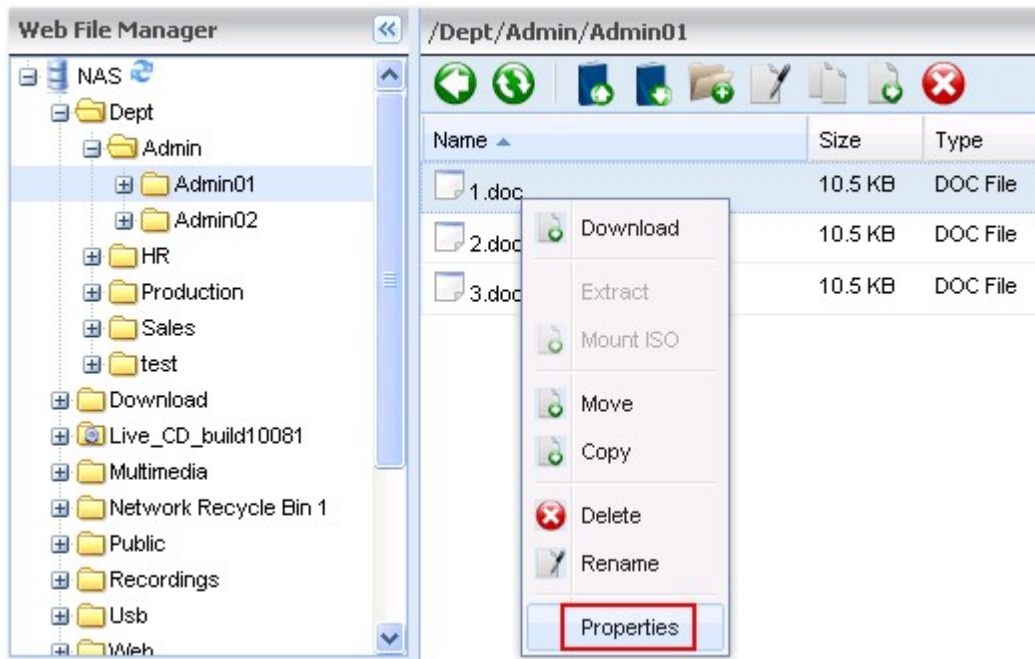 Web File Manager
/Dept/Admin/Admin01
NAS
Dept
Admin
Admin01
Admin02
HR
Production
Sales
test
Download
Live_CD_build10081
Multimedia
Network Recycle Bin 1
Public
Recordings
Usb
Web
Name Size Type
1.doc 10.5 KB DOC File
2.doc 10.5 KB DOC File
3.doc 10.5 KB DOC File
Download
Extract
Mount ISO
Move
Copy
Delete
Rename
Properties